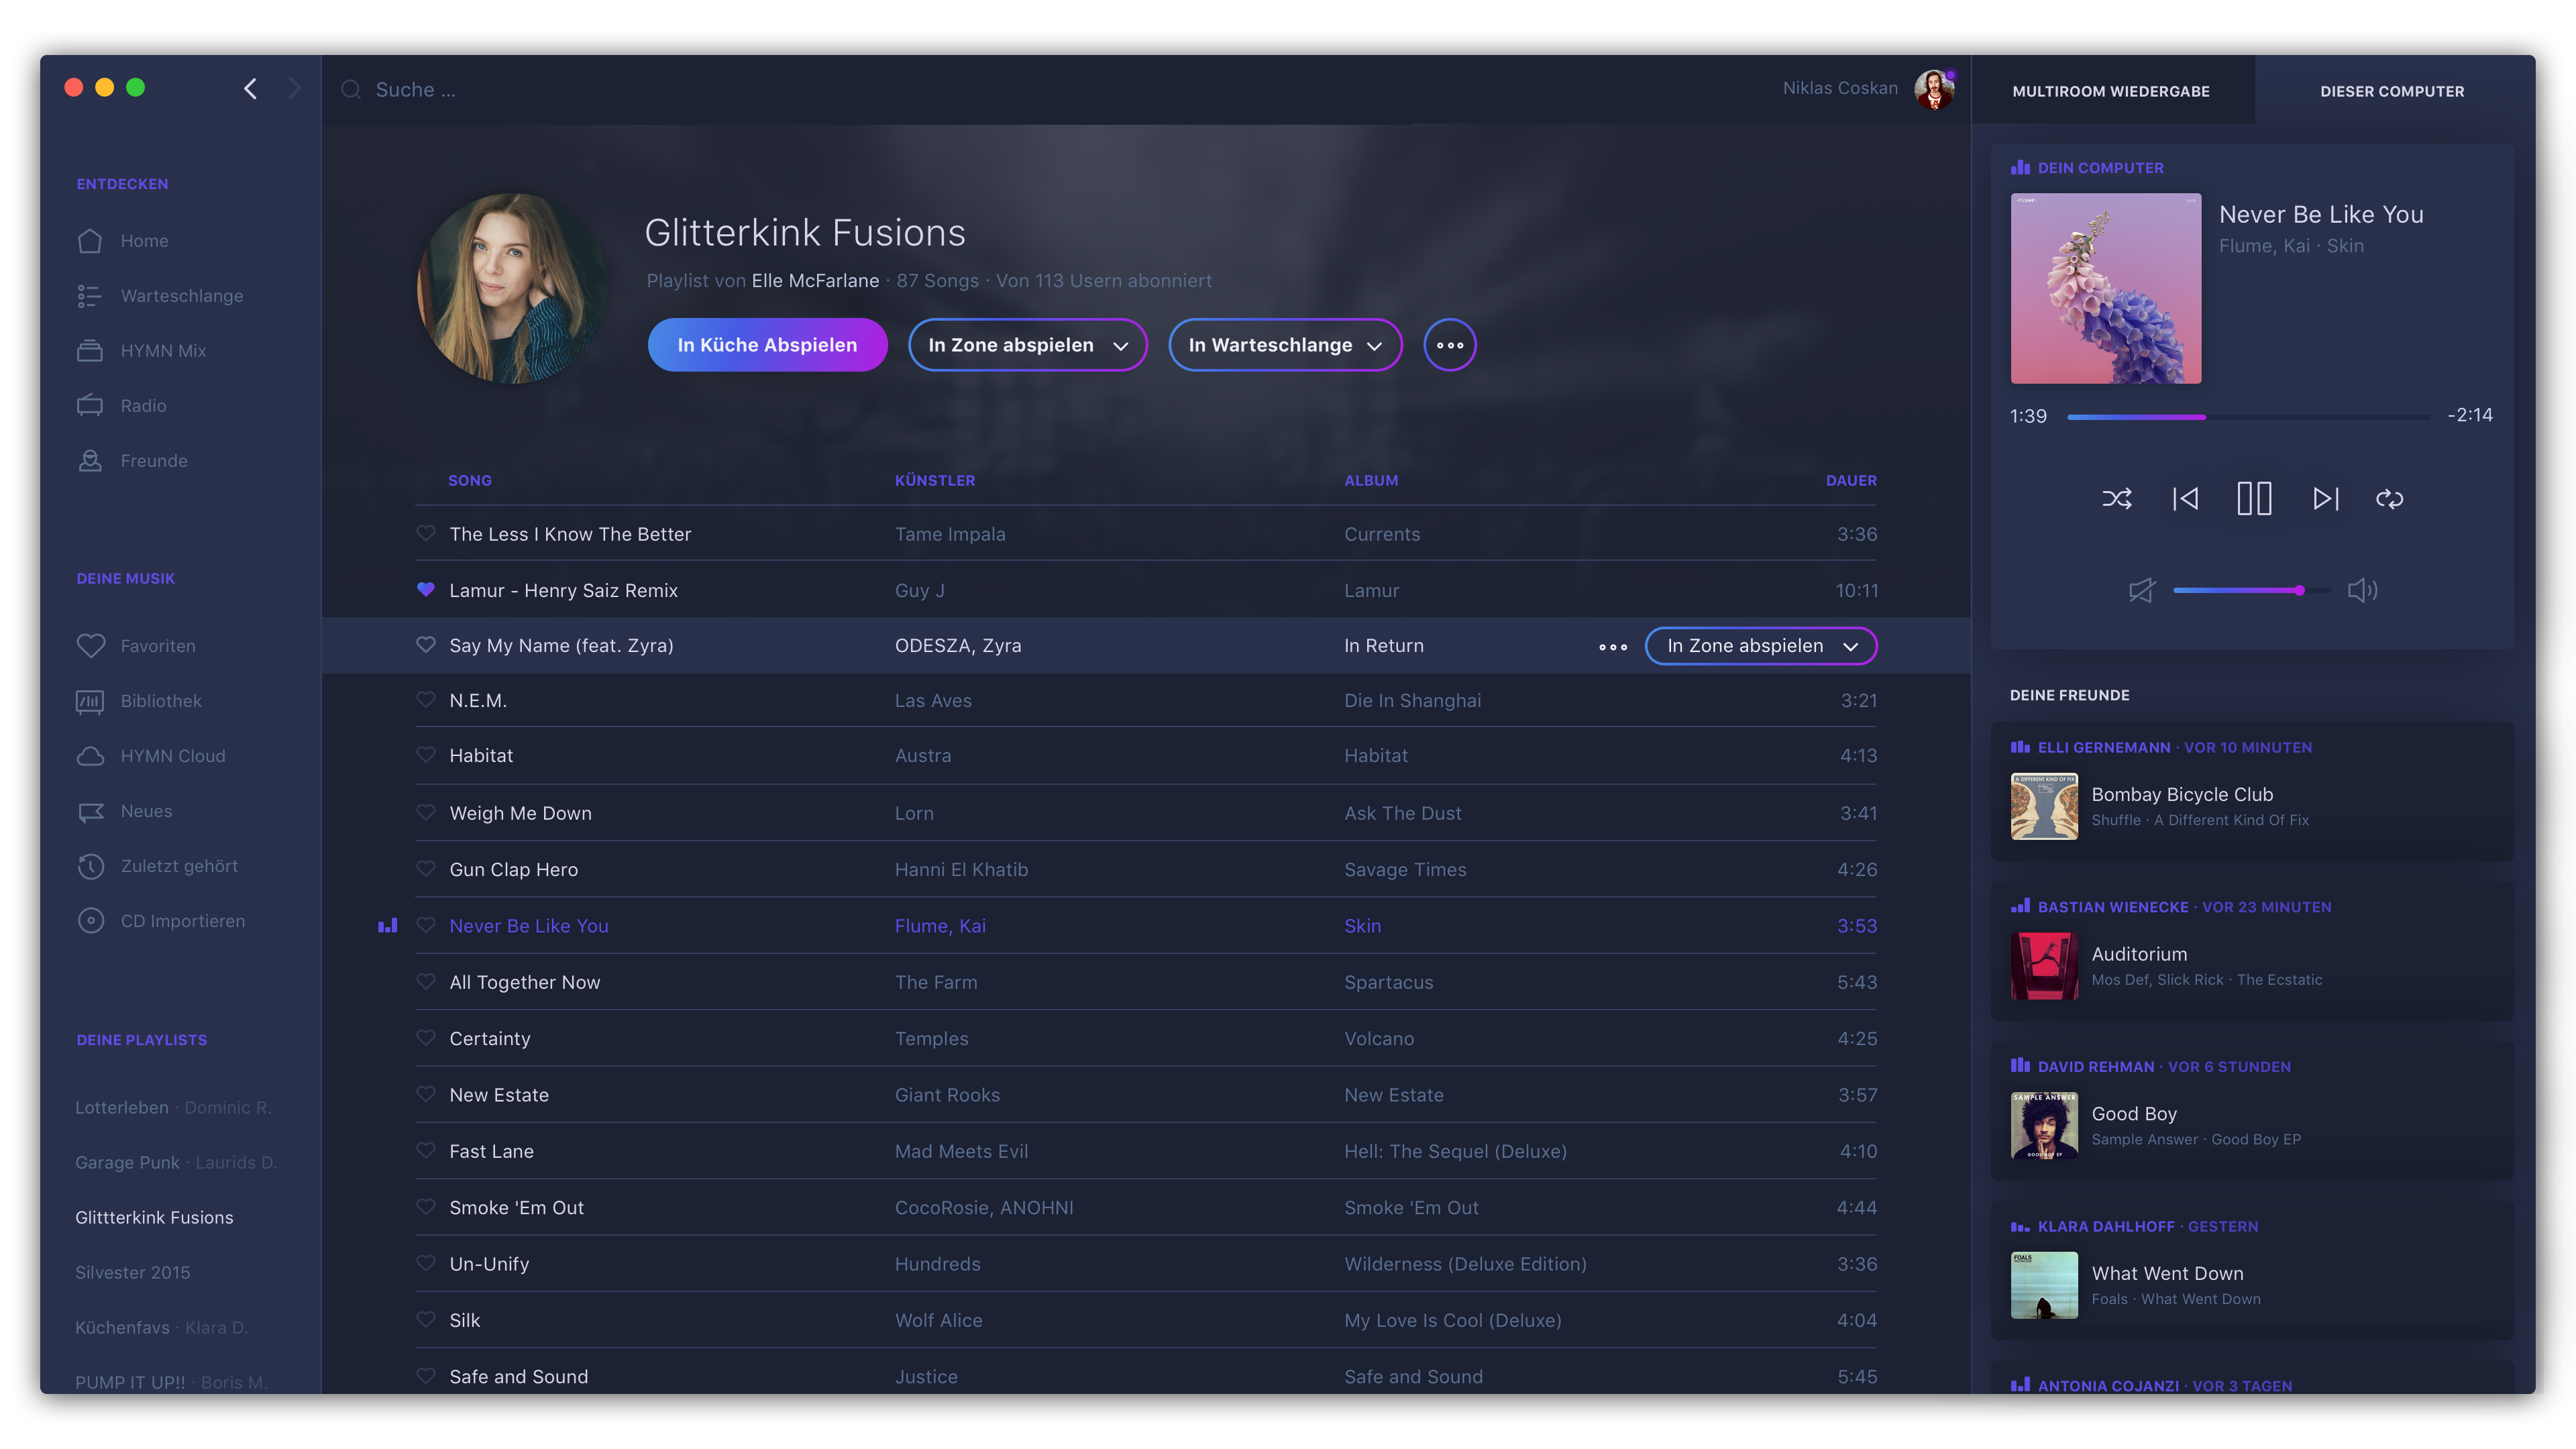 Suche ...
Niklas Coskan
MULTIROOM WIEDERGABE
DIESER COMPUTER
ENTDECKEN
Home
Warteschlange
HYMN Mix
Radio
Freunde
DEINE MUSIK
Favoriten
Bibliothek
HYMN Cloud
Neues
Zuletzt gehört
CD Importieren
DEINE PLAYLISTS
Lotterleben · Dominic R.
Garage Punk · Laurids D.
Glittterkink Fusions
Silvester 2015
Küchenfavs · Klara D.
PUMP IT UP!! · Boris M.
Glitterkink Fusions
Playlist von Elle McFarlane · 87 Songs · Von 113 Usern abonniert
In Küche Abspielen
In Zone abspielen
In Warteschlange
SONG KÜNSTLER ALBUM DAUER
The Less I Know The Better Tame Impala Currents 3:36
Lamur - Henry Saiz Remix Guy J Lamur 10:11
Say My Name (feat. Zyra) ODESZA, Zyra In Return In Zone abspielen
N.E.M. Las Aves Die In Shanghai 3:21
Habitat Austra Habitat 4:13
Weigh Me Down Lorn Ask The Dust 3:41
Gun Clap Hero Hanni El Khatib Savage Times 4:26
Never Be Like You Flume, Kai Skin 3:53
All Together Now The Farm Spartacus 5:43
Certainty Temples Volcano 4:25
New Estate Giant Rooks New Estate 3:57
Fast Lane Mad Meets Evil Hell: The Sequel (Deluxe) 4:10
Smoke 'Em Out CocoRosie, ANOHNI Smoke 'Em Out 4:44
Un-Unify Hundreds Wilderness (Deluxe Edition) 3:36
Silk Wolf Alice My Love Is Cool (Deluxe) 4:04
Safe and Sound Justice Safe and Sound 5:45
DEIN COMPUTER
FLUME
Never Be Like You
Flume, Kai · Skin
1:39
-2:14
DEINE FREUNDE
ELLI GERNEMANN · VOR 10 MINUTEN
A DIFFERENT KIND OF FIX
Bombay Bicycle Club
Shuffle · A Different Kind Of Fix
BASTIAN WIENECKE · VOR 23 MINUTEN
Auditorium
Mos Def, Slick Rick · The Ecstatic
DAVID REHMAN · VOR 6 STUNDEN
SAMPLE ANSWER
GOOD BOY EP
Good Boy
Sample Answer · Good Boy EP
KLARA DAHLHOFF · GESTERN
FOALS
What Went Down
Foals · What Went Down
ANTONIA COJANZI · VOR 3 TAGEN